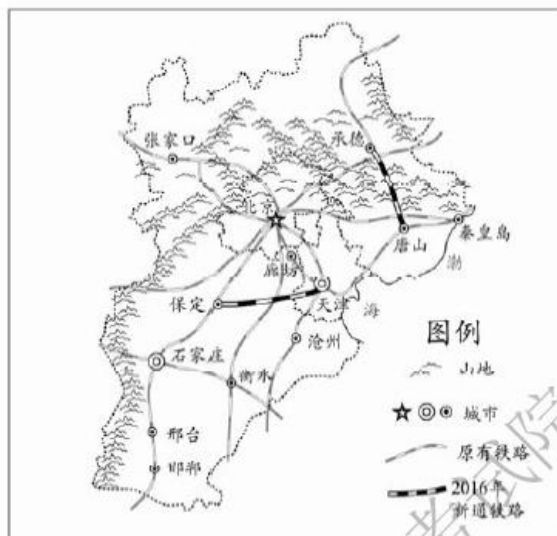 张家口
承德
北京
秦皇岛
唐山
渤
廊坊
海
保定
天津
沧州
石家庄
衡水
邢台
邯郸
图例
山地
城市
原有铁路
2016年
新通铁路
试院